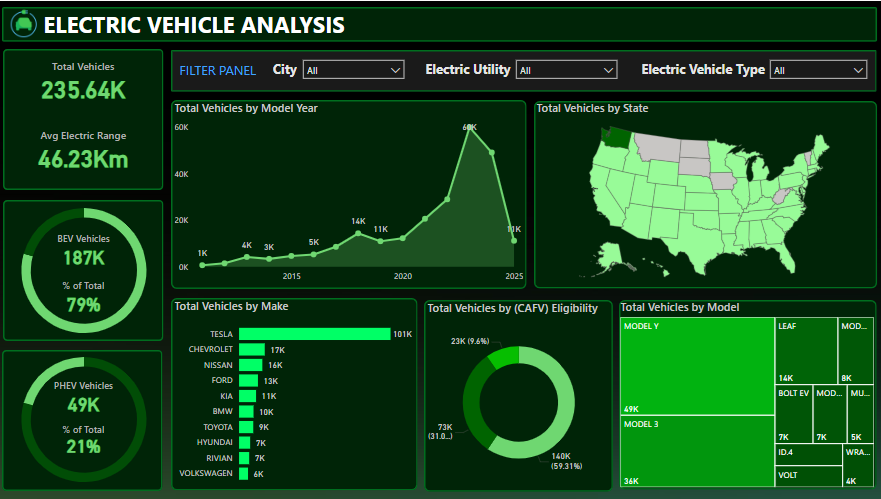 ELECTRIC VEHICLE ANALYSIS
Total Vehicles
235.64K
Avg Electric Range
46.23Km
FILTER PANEL
City
All
Electric Utility
All
Electric Vehicle Type
All
BEV Vehicles
187K
% of Total
79%
PHEV Vehicles
49K
% of Total
21%
Total Vehicles by Model Year
60K
40K
20K
0K
1K
4K
3K
5K
14K
11K
60K
11K
2015
2020
2025
Total Vehicles by State
Total Vehicles by Make
TESLA 101K
CHEVROLET 17K
NISSAN 16K
FORD 13K
KIA 11K
BMW 10K
TOYOTA 9K
HYUNDAI 7K
RIVIAN 7K
VOLKSWAGEN 6K
Total Vehicles by (CAFV) Eligibility
23K (9.6%)
73K
(31.0...)
140K
(59.31%)
Total Vehicles by Model
MODEL Y
49K
MODEL 3
36K
LEAF
14K
MOD...
8K
BOLT EV
7K
MOD...
7K
MU...
5K
ID.4
VOLT
WRA...
4K